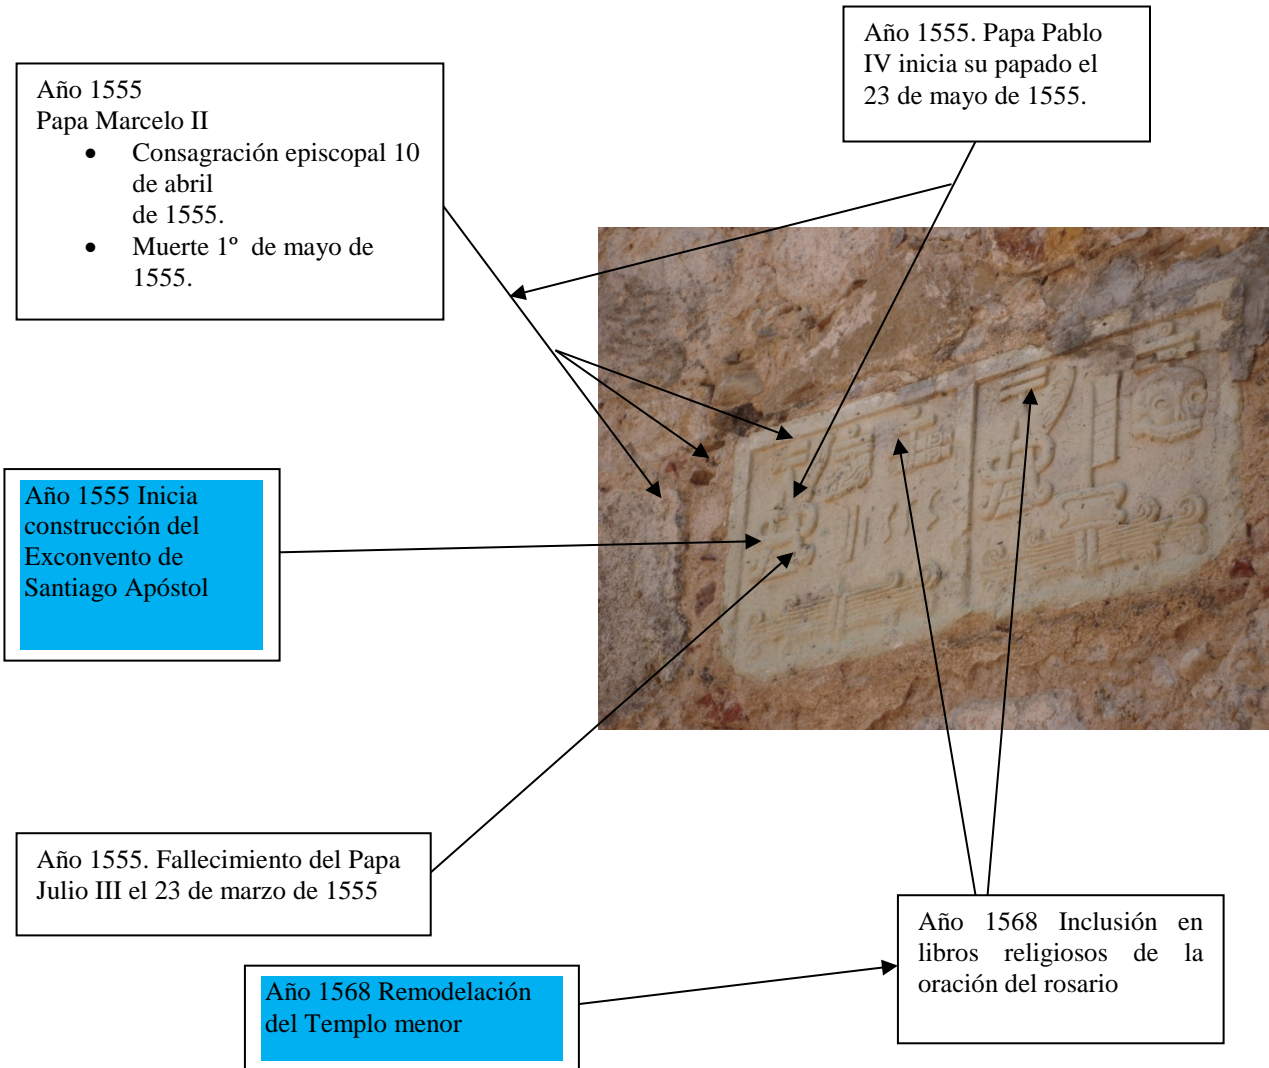 Año 1555. Papa Pablo
IV inicia su papado el
23 de mayo de 1555.
Año 1555
Papa Marcelo II
• Consagración episcopal 10
de abril
de 1555.
• Muerte 1º de mayo de
1555.
Año 1555 Inicia
construcción del
Exconvento de
Santiago Apóstol
Año 1555. Fallecimiento del Papa
Julio III el 23 de marzo de 1555
Año 1568 Inclusión en
libros religiosos de la
oración del rosario
Año 1568 Remodelación
del Templo menor